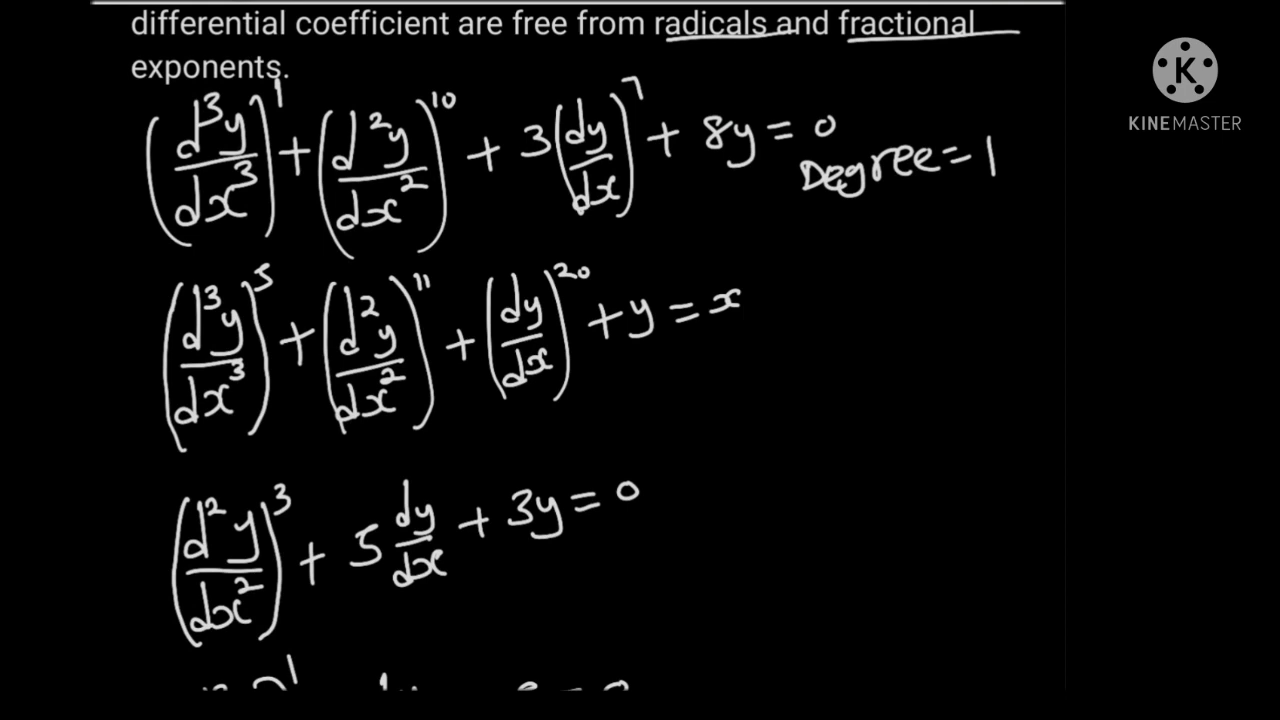 differential coefficient are free from radicals and fractional
exponents.
(d³y/dx³)¹ + (d²y/dx²)¹⁰ + 3(dy/dx)⁷ + 8y = 0
Degree = 1
(d³y/dx³)⁵ + (d²y/dx²)¹¹ + (dy/dx)²⁰ + y = x
(d²y/dx²)³ + 5 dy/dx + 3y = 0
KINEMASTER